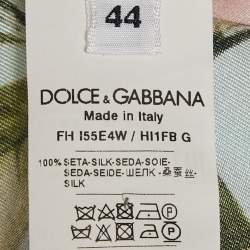 44
DOLCE & GABBANA
Made in Italy
FH I55E4W / HI1FB G
100% SETA-SILK-SEDA-SOIE-
SEDA-SEIDE-ШЕЛК - 桑蚕丝-
SILK